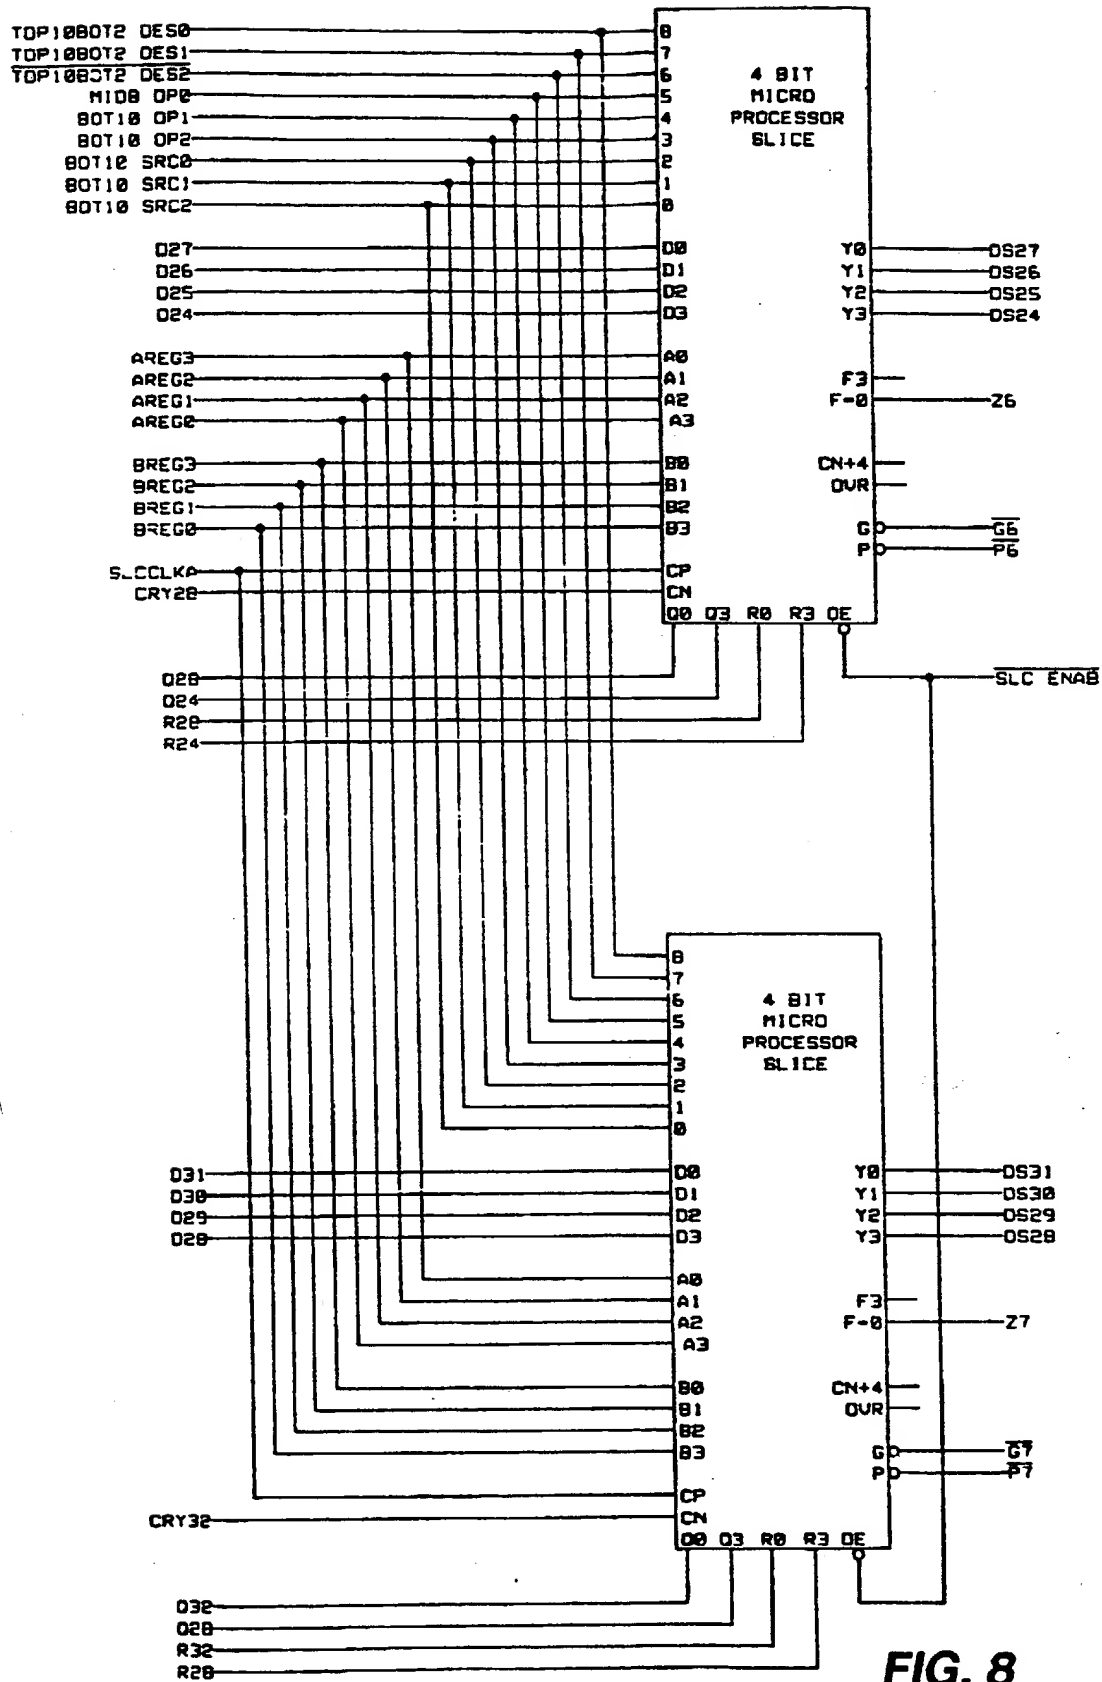 TOP10BOT2 DES0
TOP10BOT2 DES1
TOP10BOT2 DES2
MID8 OP0
BOT10 OP1
BOT10 OP2
BOT10 SRC0
BOT10 SRC1
BOT10 SRC2
8
7
6
5
4
3
2
1
0
4 BIT
MICRO
PROCESSOR
SLICE
D27 D0 Y0 DS27
D26 D1 Y1 DS26
D25 D2 Y2 DS25
D24 D3 Y3 DS24
AREG3 A0
AREG2 A1 F3
AREG1 A2 F=0 Z6
AREG0 A3
BREG3 B0 CN+4
BREG2 B1 OVR
BREG1 B2
BREG0 B3 G G6
P P6
SLCCLKA CP
CRY28 CN
Q0 Q3 R0 R3 OE
Q28 SLC ENAB
Q24
R28
R24
8
7
6
5
4
3
2
1
0
4 BIT
MICRO
PROCESSOR
SLICE
D31 D0 Y0 DS31
D30 D1 Y1 DS30
D29 D2 Y2 DS29
D28 D3 Y3 DS28
A0
A1 F3
A2 F=0 Z7
A3
B0 CN+4
B1 OVR
B2
B3 G G7
P P7
CP
CRY32 CN
Q0 Q3 R0 R3 OE
Q32
Q28
R32
R28
FIG. 8